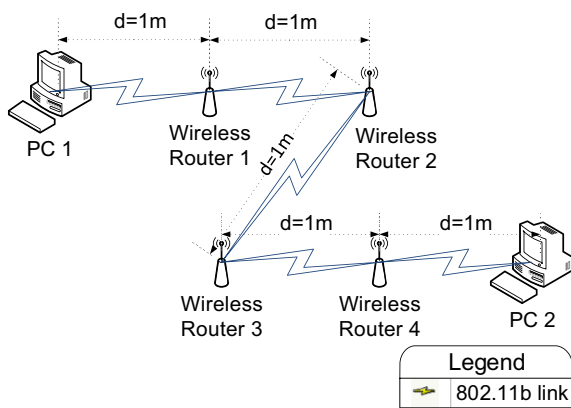 d=1m
d=1m
PC 1
Wireless
Router 1
Wireless
Router 2
d=1m
d=1m
d=1m
Wireless
Router 3
Wireless
Router 4
PC 2
Legend
802.11b link